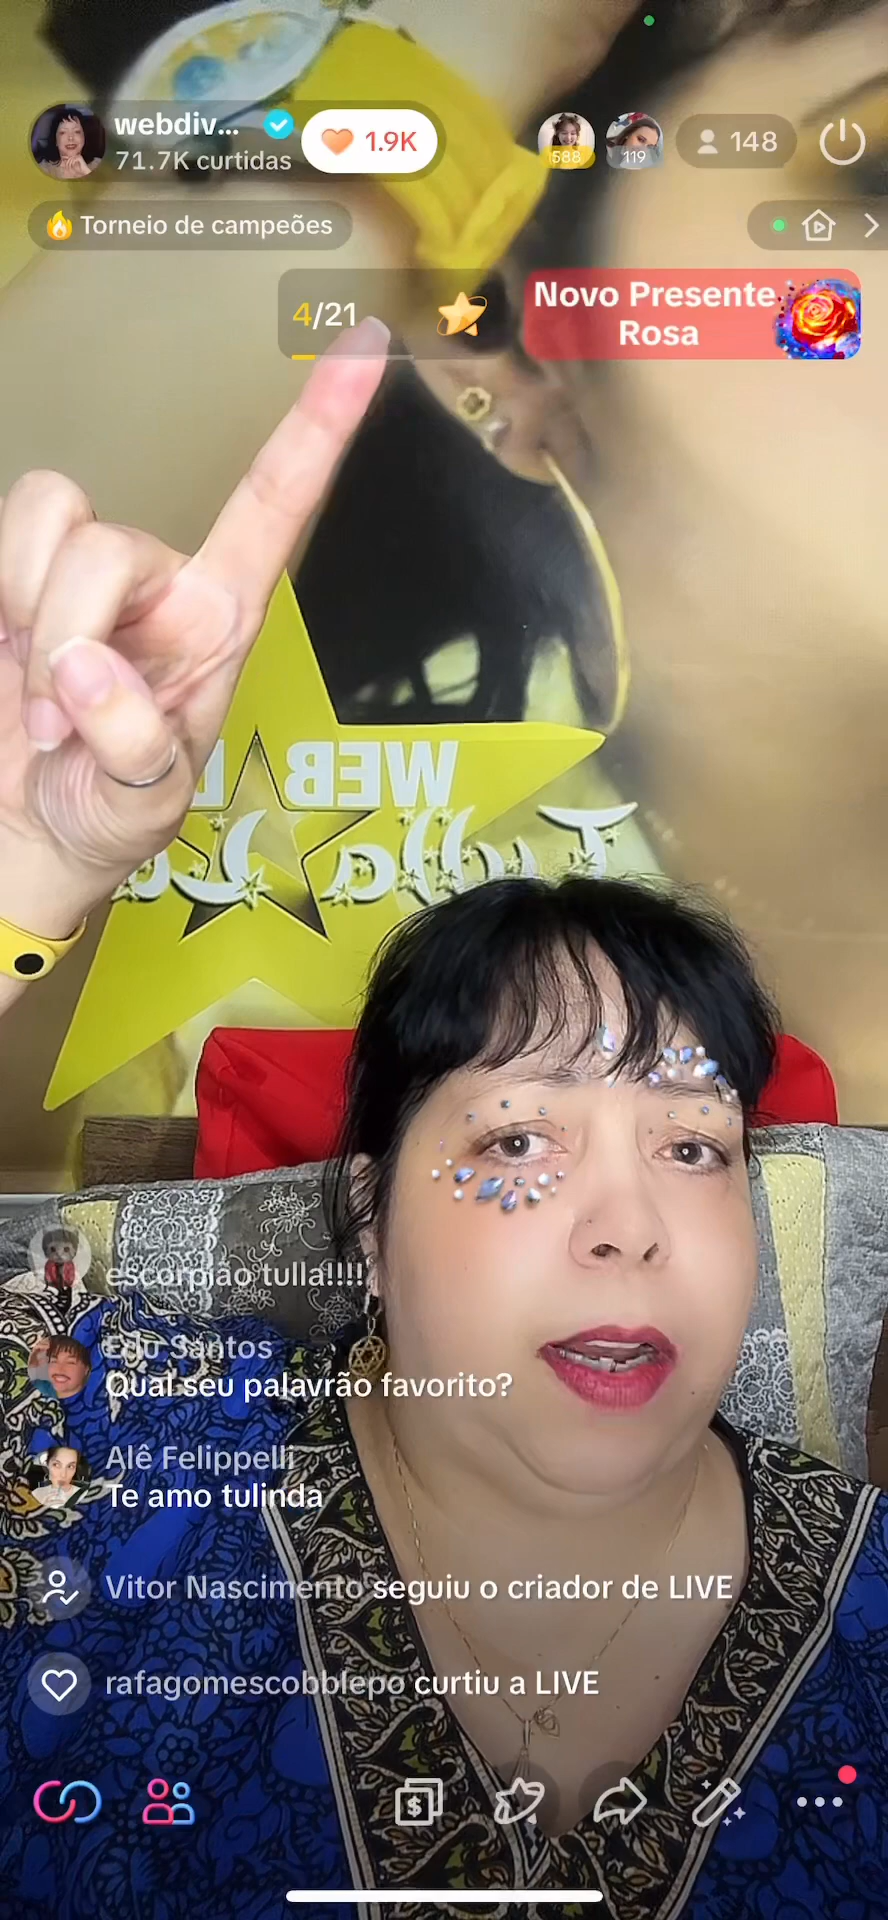 webdiv...
1.9K
71.7K curtidas
1588
119
148
Torneio de campeões
4/21
Novo Presente
Rosa
WEB
Tulla
escorpião tulla!!!!
Edu Santos
Qual seu palavrão favorito?
Alê Felippelli
Te amo tulinda
Vitor Nascimento seguiu o criador de LIVE
rafagomescobblepo curtiu a LIVE